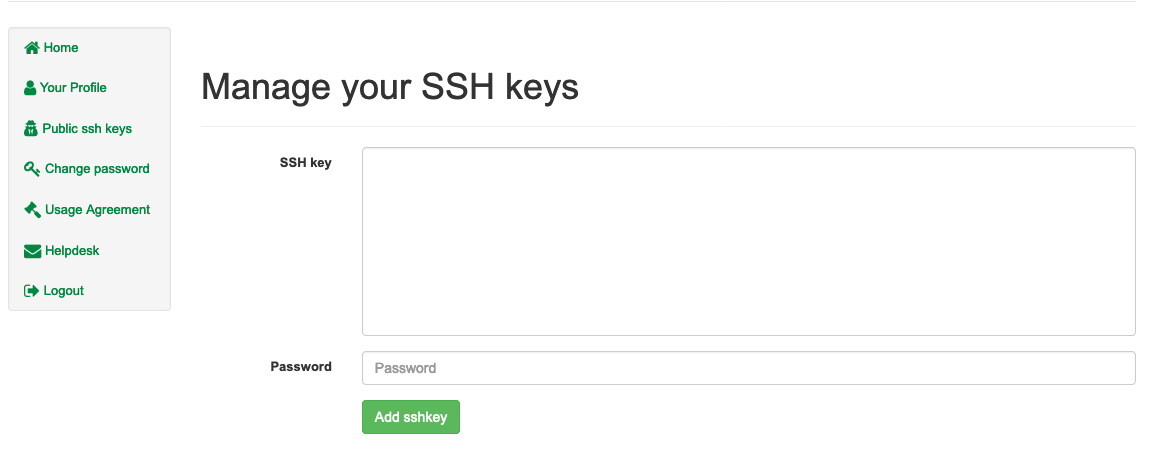 Home
Your Profile
Public ssh keys
Change password
Usage Agreement
Helpdesk
Logout
Manage your SSH keys
SSH key
Password
Password
Add sshkey